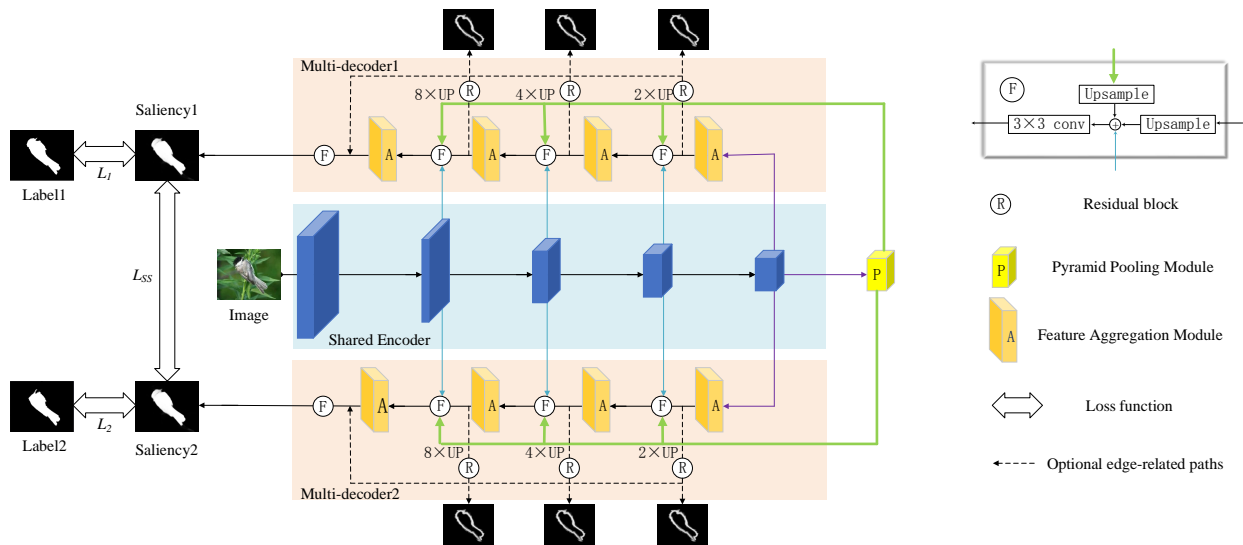 Multi-decoder1
R
R
R
8×UP
4×UP
2×UP
Saliency1
F
A
F
A
F
A
F
A
L1
Label1
LSS
Image
Shared Encoder
P
Label2
L2
Saliency2
F
A
F
A
F
A
F
A
8×UP
4×UP
2×UP
R
R
R
Multi-decoder2
F
Upsample
3×3 conv
+
Upsample
R
Residual block
P
Pyramid Pooling Module
A
Feature Aggregation Module
Loss function
Optional edge-related paths